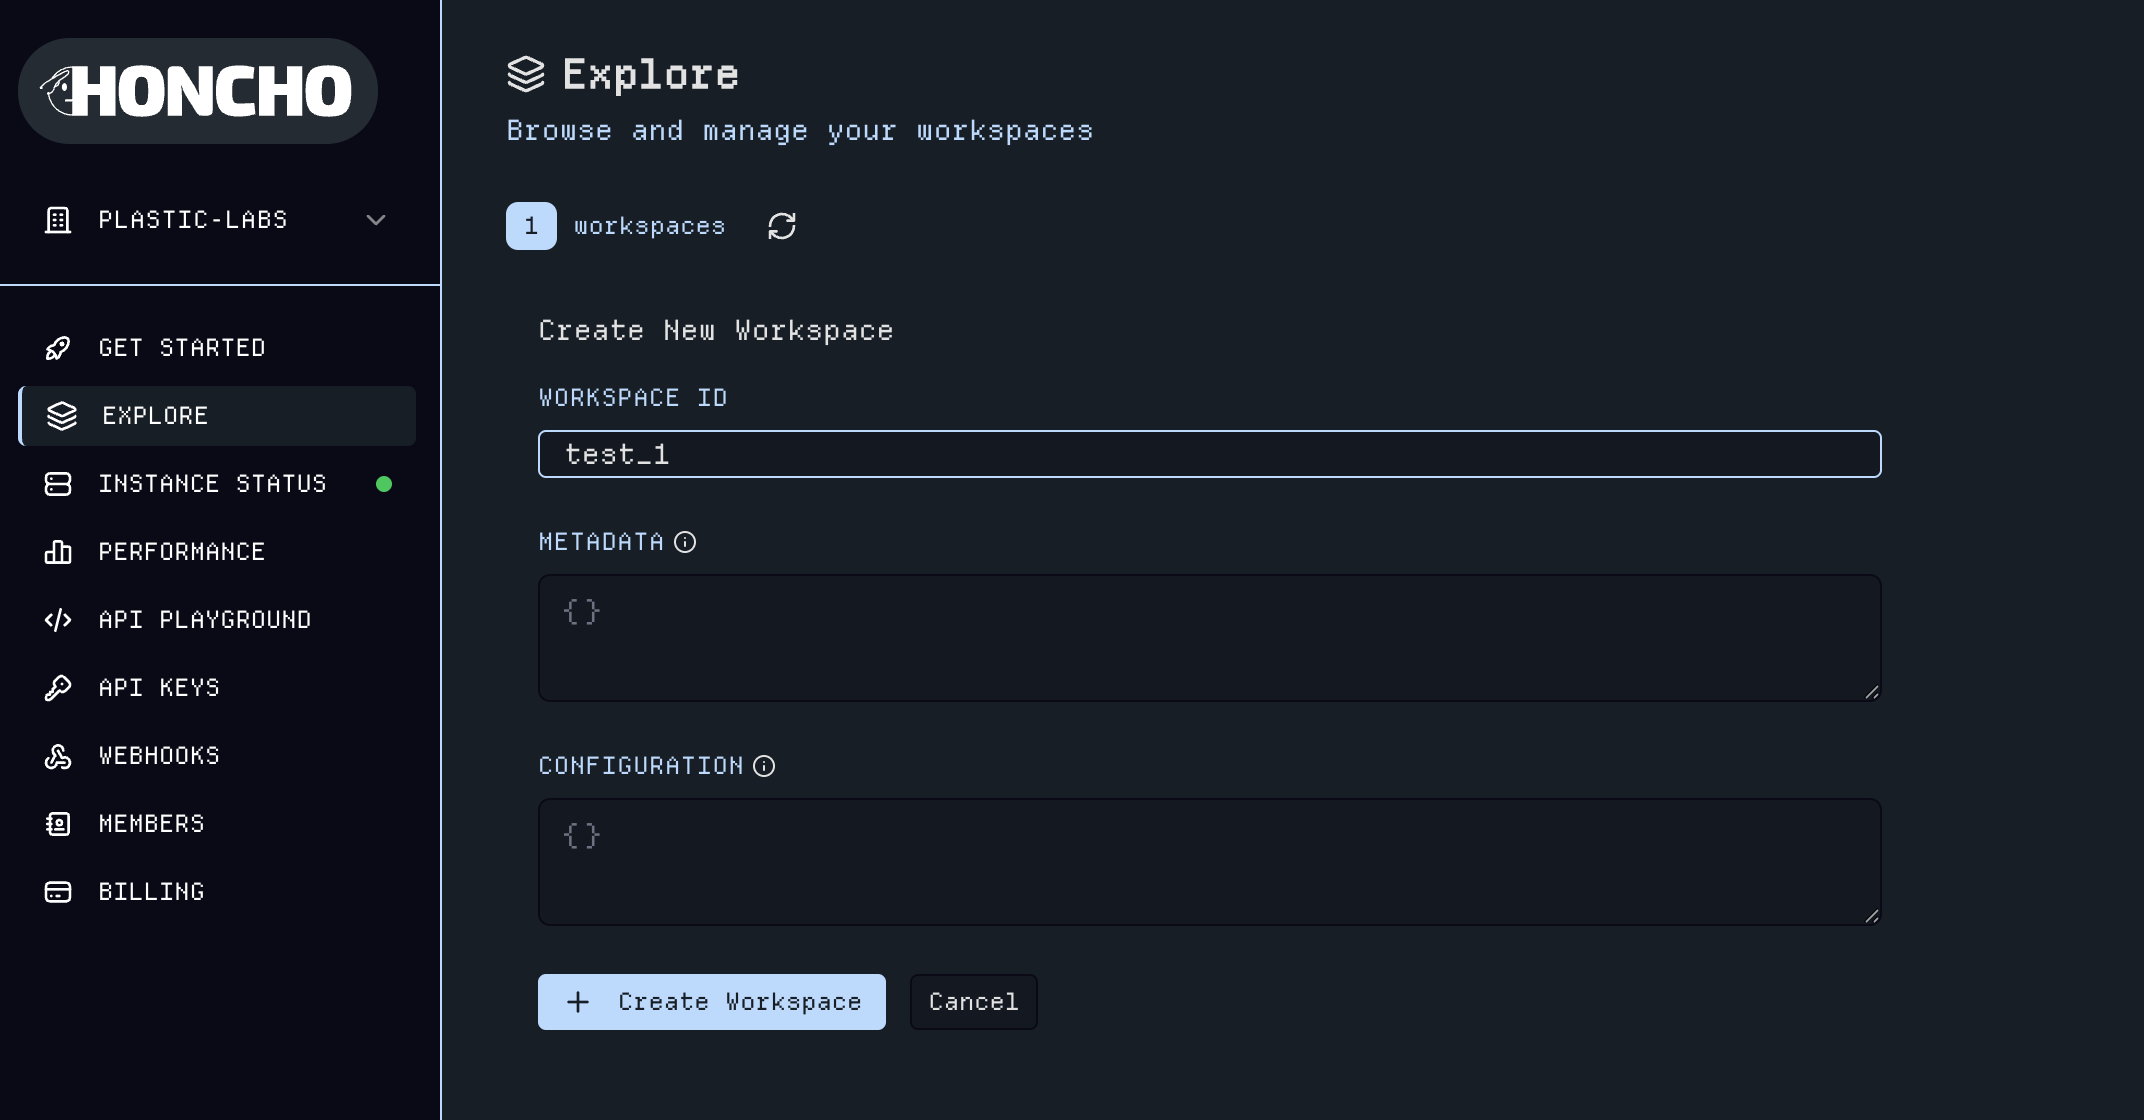 HONCHO
PLASTIC-LABS
GET STARTED
EXPLORE
INSTANCE STATUS
PERFORMANCE
API PLAYGROUND
API KEYS
WEBHOOKS
MEMBERS
BILLING
Explore
Browse and manage your workspaces
1 workspaces
Create New Workspace
WORKSPACE ID
test_1
METADATA
{}
CONFIGURATION
{}
+ Create Workspace
Cancel